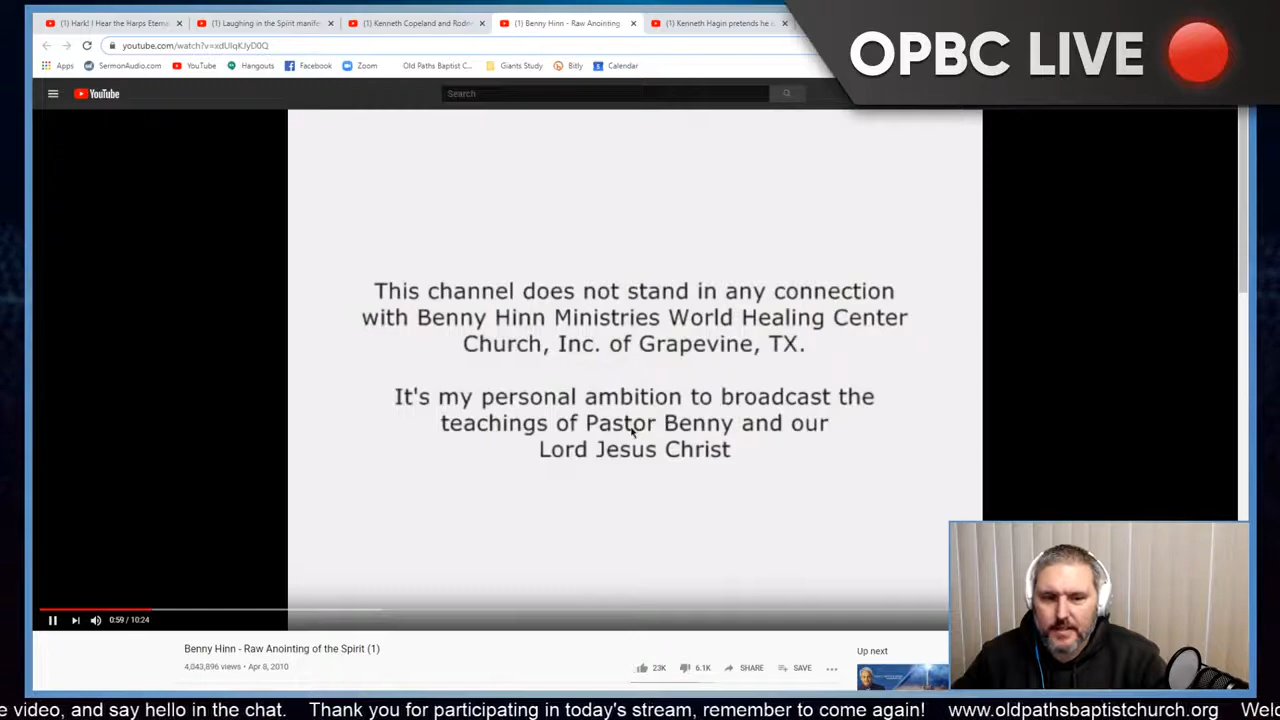 (1) Hark! I Hear the Harps Eterna
(1) Laughing in the Spirit manife
(1) Kenneth Copeland and Rodn
(1) Benny Hinn - Raw Anointing
(1) Kenneth Hagin pretends he is
OPBC LIVE
youtube.com/watch?v=xdUIqKJyD0Q
Apps SermonAudio.com YouTube Hangouts Facebook Zoom Old Paths Baptist C... Giants Study Bitly Calendar
YouTube
Search
This channel does not stand in any connection
with Benny Hinn Ministries World Healing Center
Church, Inc. of Grapevine, TX.
It's my personal ambition to broadcast the
teachings of Pastor Benny and our
Lord Jesus Christ
0:59 / 10:24
Benny Hinn - Raw Anointing of the Spirit (1)
4,043,896 views • Apr 8, 2010
23K 6.1K SHARE SAVE
Up next
e video, and say hello in the chat. Thank you for participating in today's stream, remember to come again! www.oldpathsbaptistchurch.org Welc